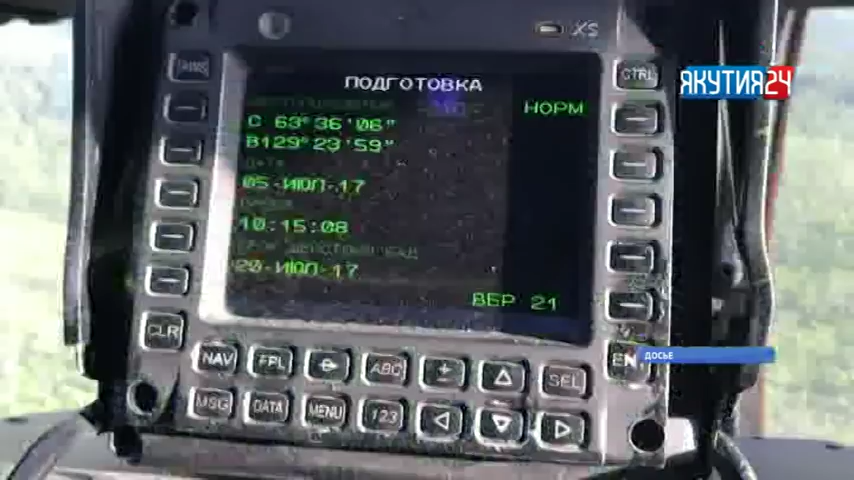 XS
ПОДГОТОВКА
НОРМ
С 63°36'06"
В129°23'59"
05-ИЮЛ-17
10:15:08
20-ИЮЛ-17
ВЕР 21
CTRL
ЯКУТИЯ24
ДОСЬЕ
CLR
NAV
FPL
ABC
SEL
MSG
DATA
MENU
123